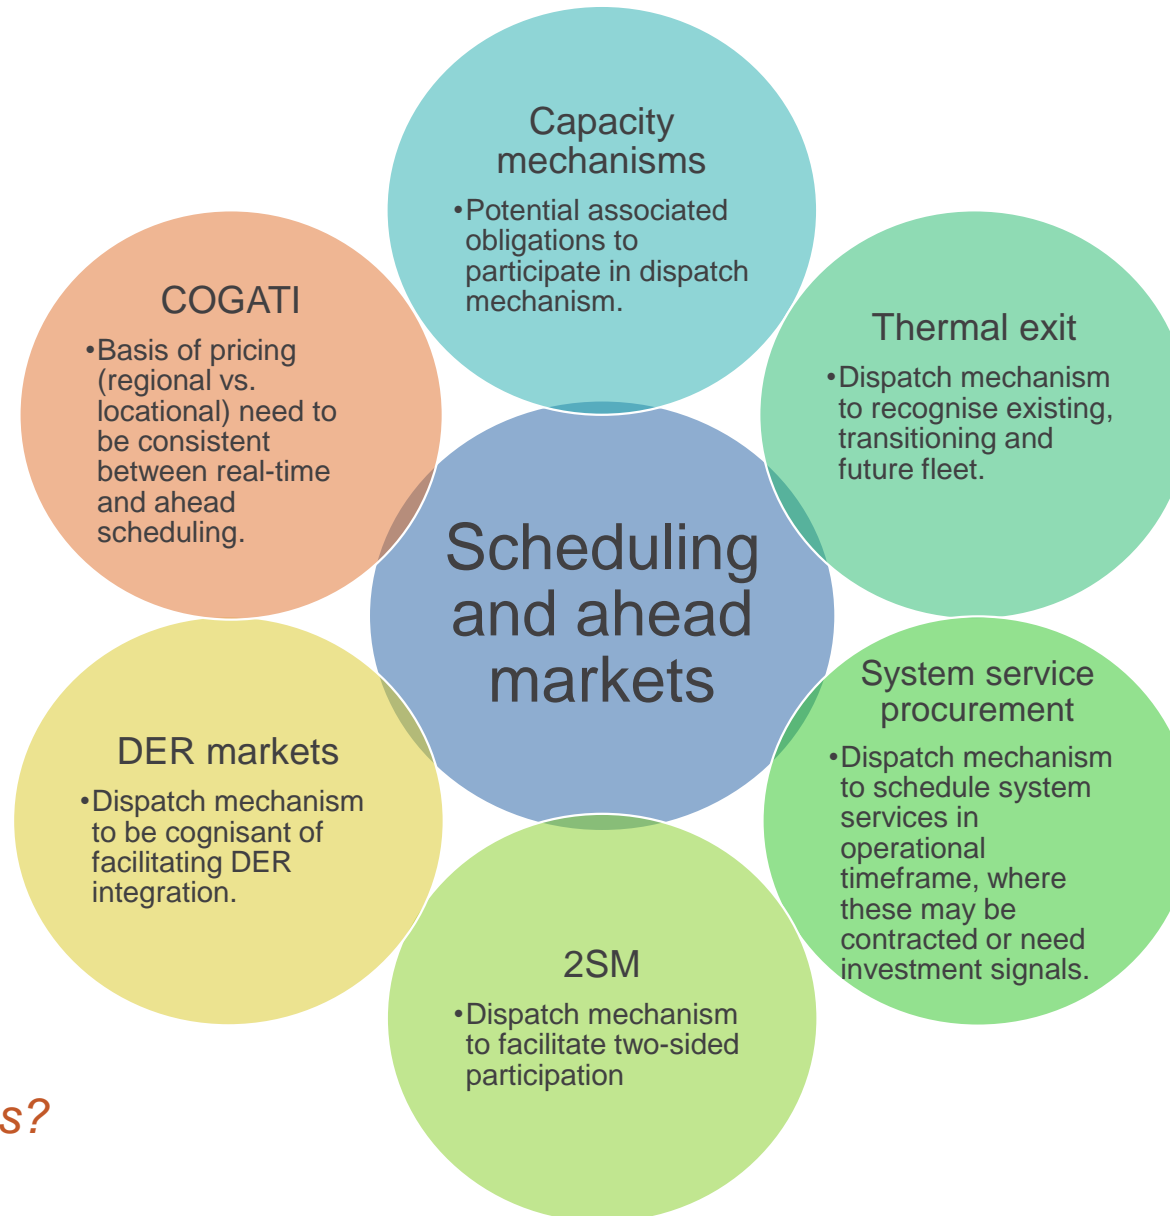 Capacity
mechanisms
•Potential associated
obligations to
participate in dispatch
mechanism.
COGATI
•Basis of pricing
(regional vs.
locational) need to
be consistent
between real-time
and ahead
scheduling.
Thermal exit
•Dispatch mechanism
to recognise existing,
transitioning and
future fleet.
Scheduling
and ahead
markets
System service
procurement
•Dispatch mechanism
to schedule system
services in
operational
timeframe, where
these may be
contracted or need
investment signals.
DER markets
•Dispatch mechanism
to be cognisant of
facilitating DER
integration.
2SM
•Dispatch mechanism
to facilitate two-sided
participation
s?